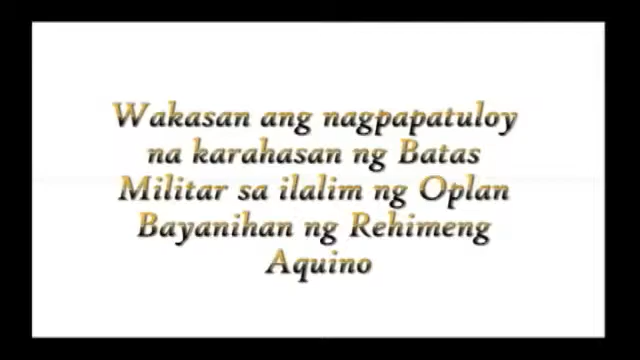 Wakasan ang nagpapatuloy
na karahasan ng Batas
Militar sa ilalim ng Oplan
Bayanihan ng Rehimeng
Aquino